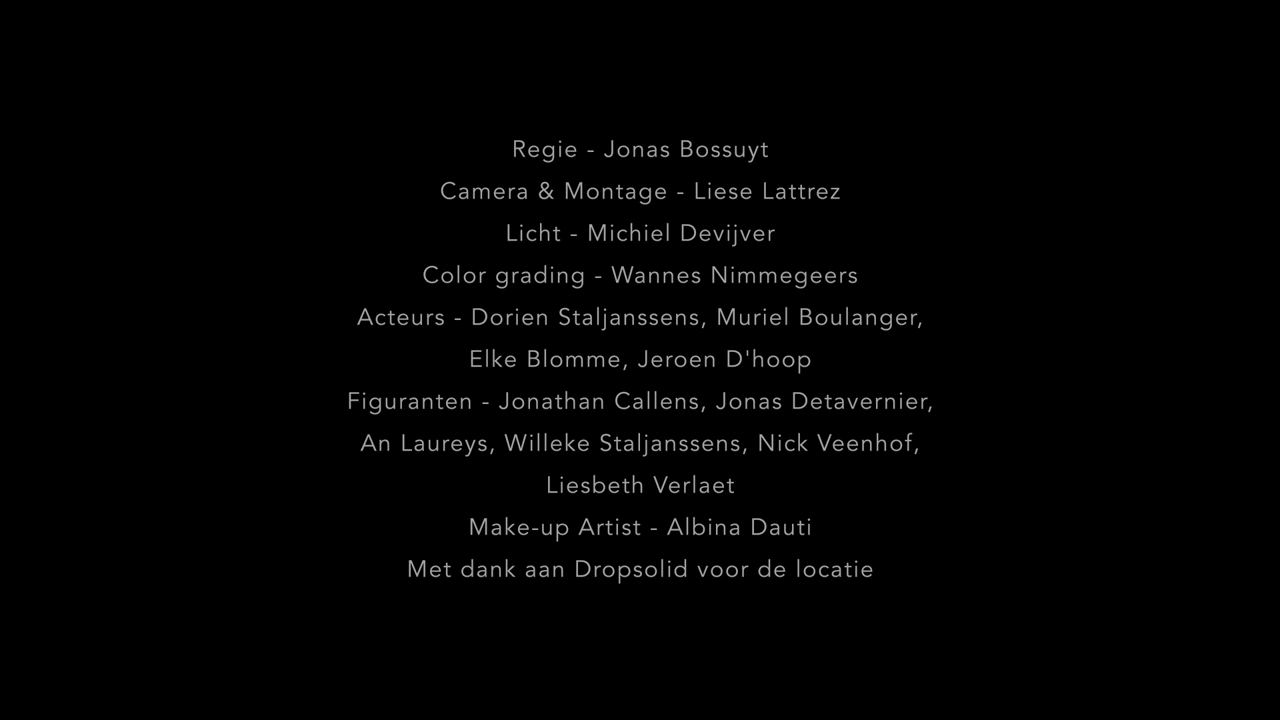 Regie - Jonas Bossuyt
Camera & Montage - Liese Lattrez
Licht - Michiel Devijver
Color grading - Wannes Nimmegeers
Acteurs - Dorien Staljanssens, Muriel Boulanger,
Elke Blomme, Jeroen D'hoop
Figuranten - Jonathan Callens, Jonas Detavernier,
An Laureys, Willeke Staljanssens, Nick Veenhof,
Liesbeth Verlaet
Make-up Artist - Albina Dauti
Met dank aan Dropsolid voor de locatie